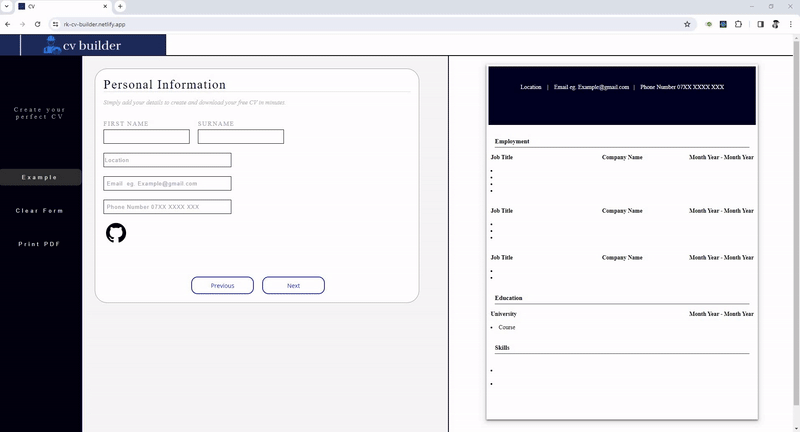 CV
rk-cv-builder.netlify.app
cv builder
Create your
perfect CV
Example
Clear Form
Print PDF
Personal Information
Simply add your details to create and download your free CV in minutes
FIRST NAME SURNAME
Location
Email eg. Example@gmail.com
Phone Number 07XX XXXX XXX
Previous Next
Location | Email eg. Example@gmail.com | Phone Number 07XX XXXX XXX
Employment
Job Title Company Name Month Year - Month Year
Job Title Company Name Month Year - Month Year
Job Title Company Name Month Year - Month Year
Education
University Month Year - Month Year
Course
Skills